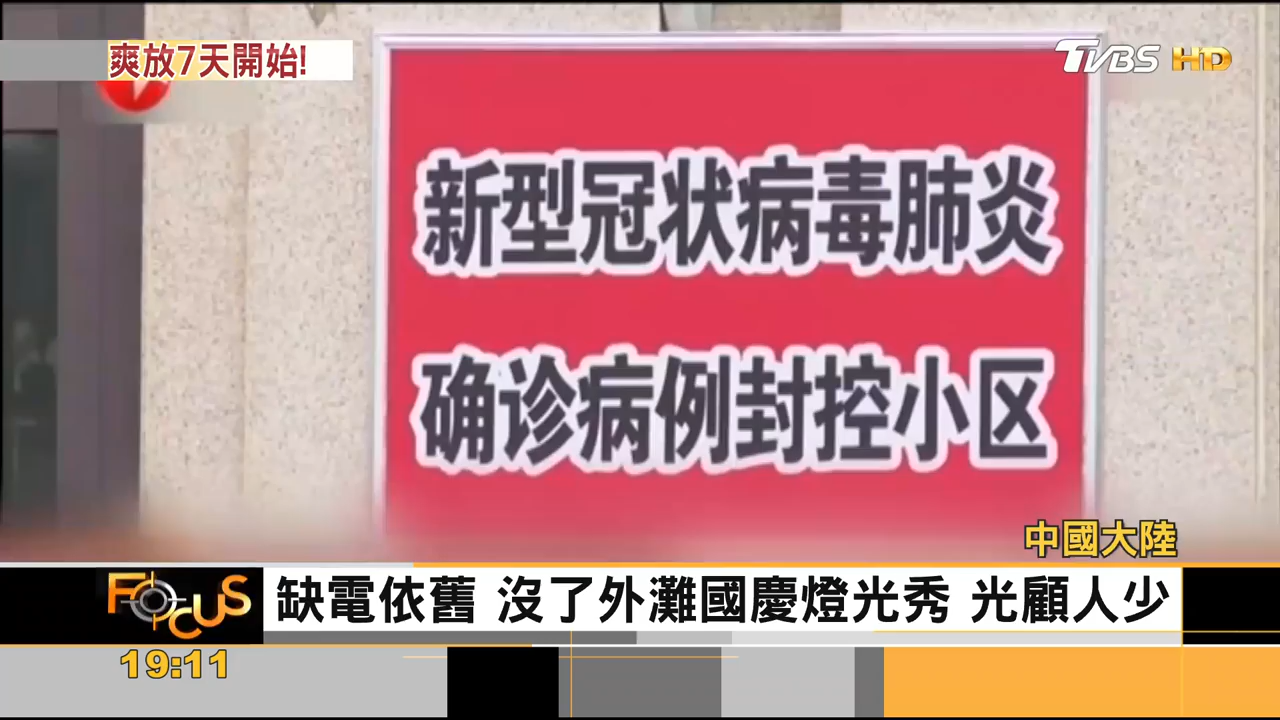 爽放7天開始!
TVBS HD
新型冠状病毒肺炎
确诊病例封控小区
中國大陸
FOCUS
缺電依舊 沒了外灘國慶燈光秀 光顧人少
19:11